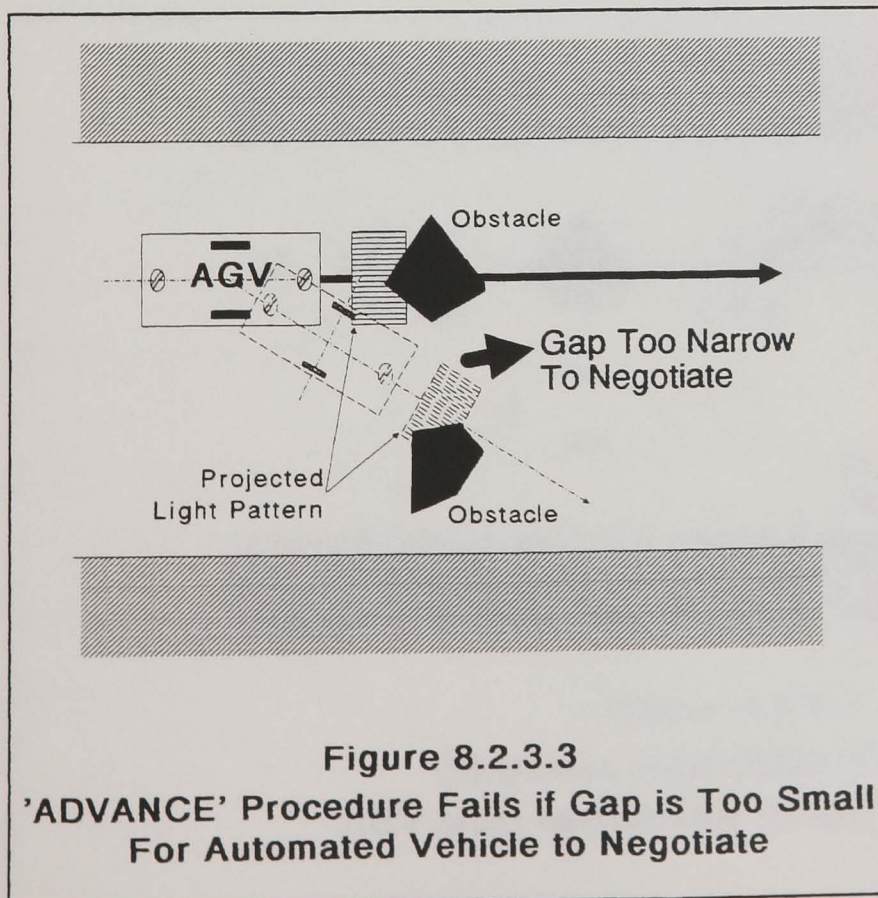 Obstacle
AGV
Gap Too Narrow
To Negotiate
Projected
Light Pattern
Obstacle
Figure 8.2.3.3
'ADVANCE' Procedure Fails if Gap is Too Small
For Automated Vehicle to Negotiate